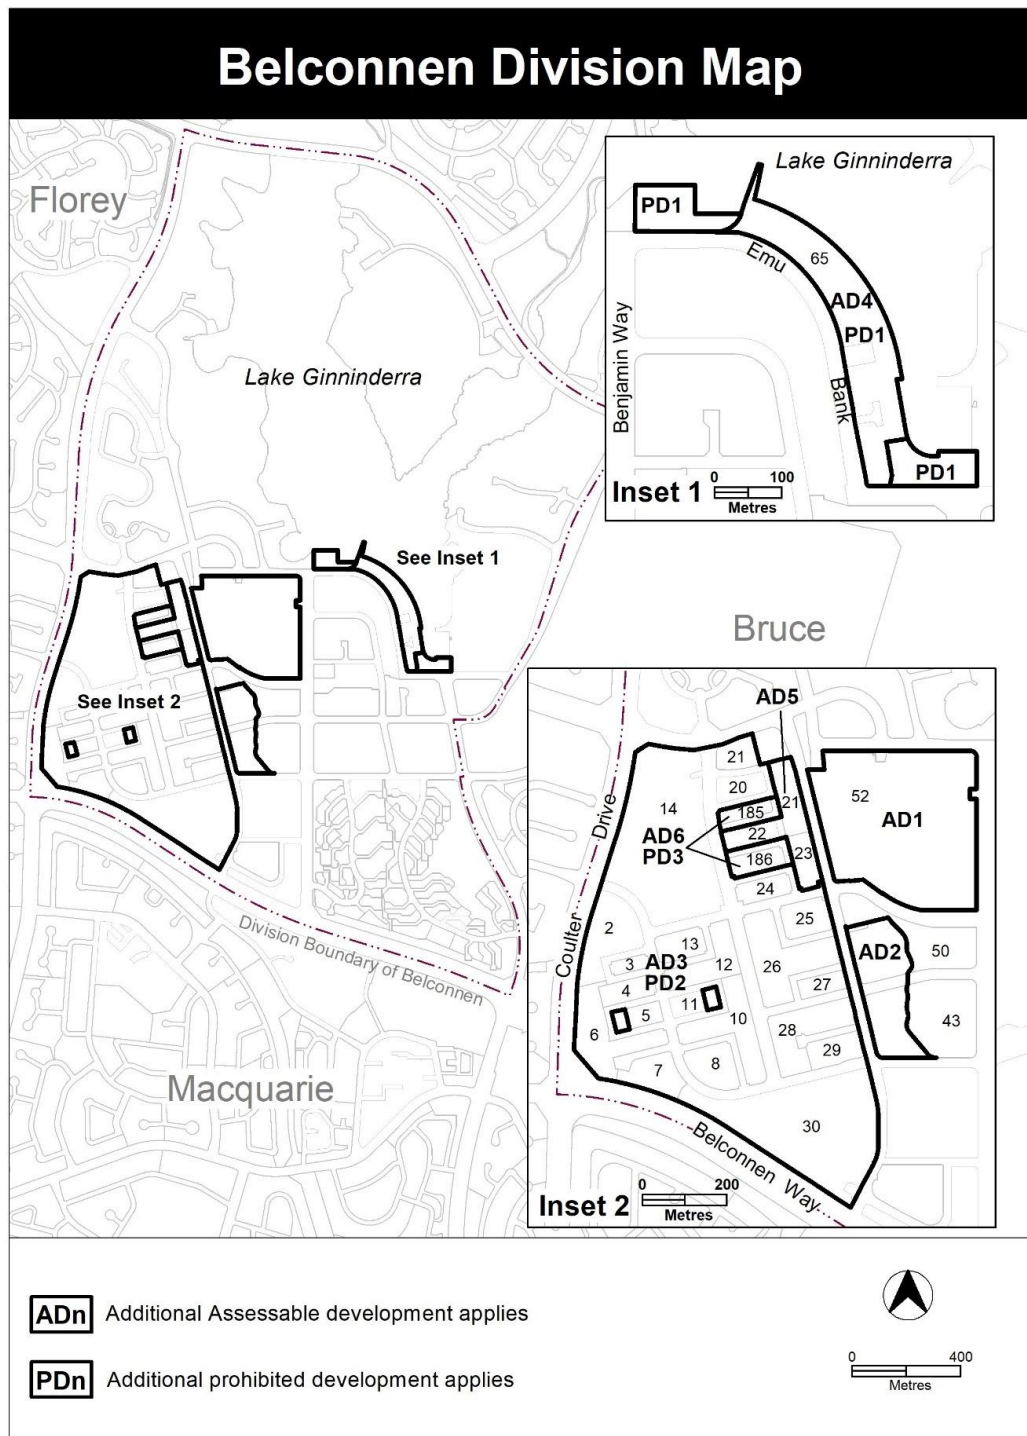 Belconnen Division Map
Florey
Lake Ginninderra
See Inset 1
See Inset 2
Bruce
Division Boundary of Belconnen
Macquarie
Lake Ginninderra
PD1
65
Emu
AD4
PD1
Benjamin Way
Bank
PD1
Inset 1
0 100
Metres
AD5
21
52
20
21
14
185
AD1
Drive
AD6
PD3
22
23
186
24
2
25
13
Coulter
3
AD3
PD2
12
26
AD2
50
4
27
11
5
10
6
28
43
29
7
8
30
Belconnen Way
Inset 2
0 200
Metres
ADn Additional Assessable development applies
PDn Additional prohibited development applies
0 400
Metres